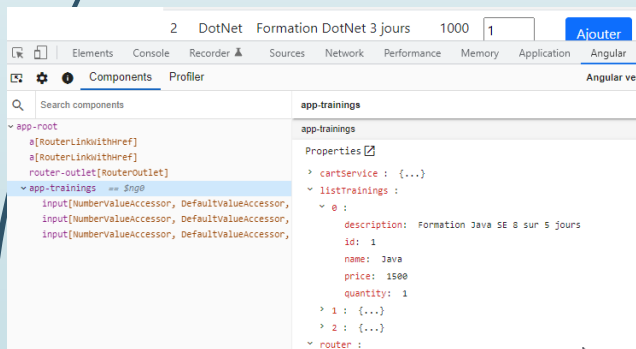 2 DotNet Formation DotNet 3 jours 1000 1 Ajouter
Elements Console Recorder Sources Network Performance Memory Application Angular
Components Profiler Angular ve
Search components
app-root
a[RouterLinkWithHref]
a[RouterLinkWithHref]
router-outlet[RouterOutlet]
app-trainings == $ng0
input[NumberValueAccessor, DefaultValueAccessor,
input[NumberValueAccessor, DefaultValueAccessor,
input[NumberValueAccessor, DefaultValueAccessor,
app-trainings
app-trainings
Properties
cartService : {...}
listTrainings :
0 :
description: Formation Java SE 8 sur 5 jours
id: 1
name: Java
price: 1500
quantity: 1
1 : {...}
2 : {...}
router :